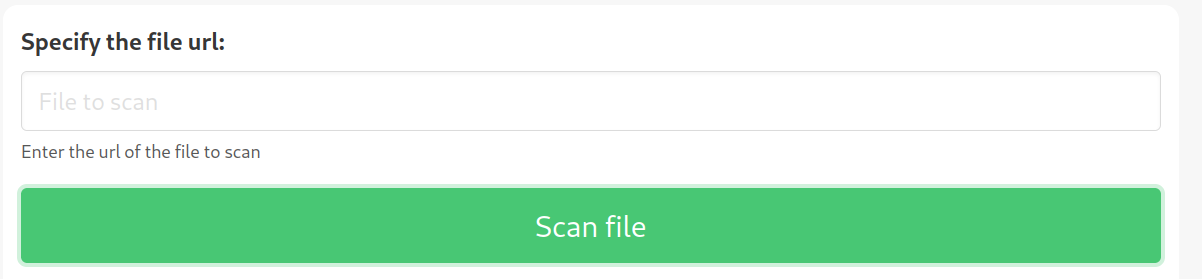 Specify the file url:
File to scan
Enter the url of the file to scan
Scan file